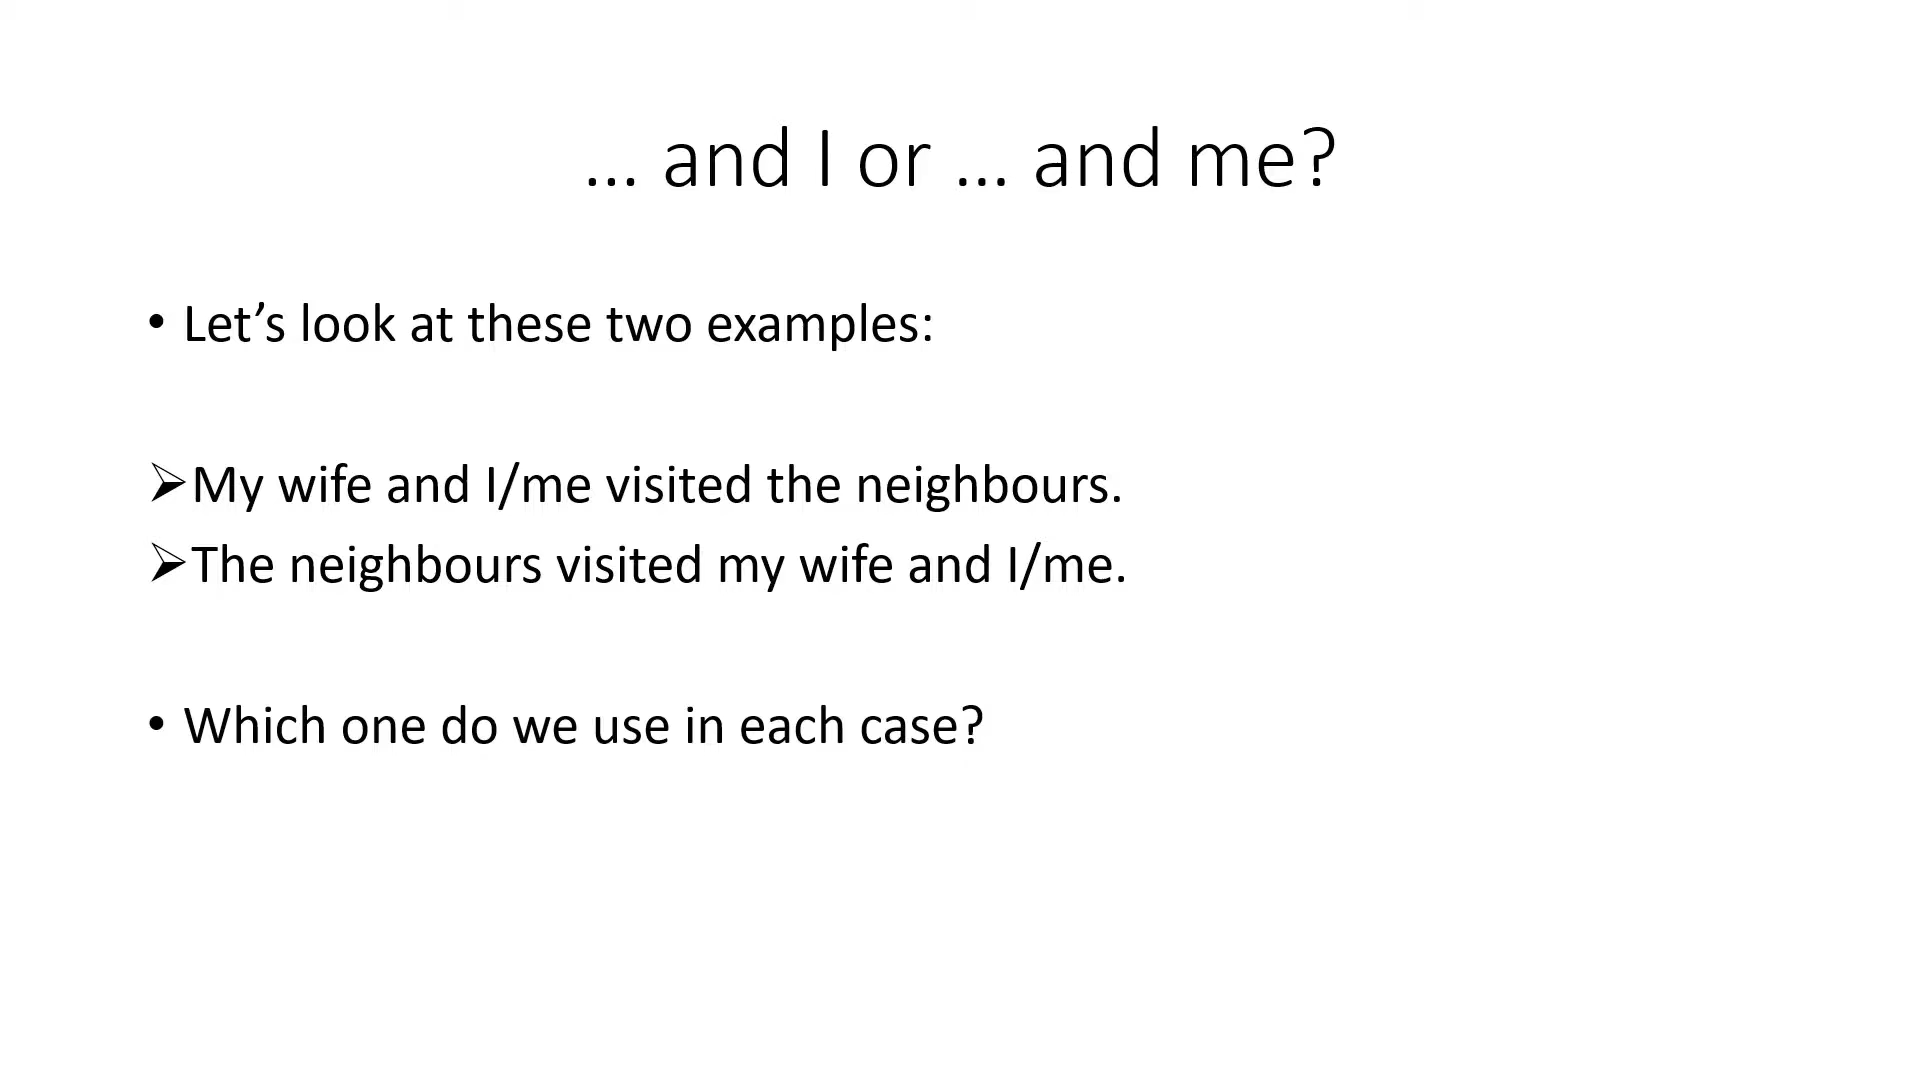 … and I or … and me?
• Let’s look at these two examples:
➢My wife and I/me visited the neighbours.
➢The neighbours visited my wife and I/me.
• Which one do we use in each case?